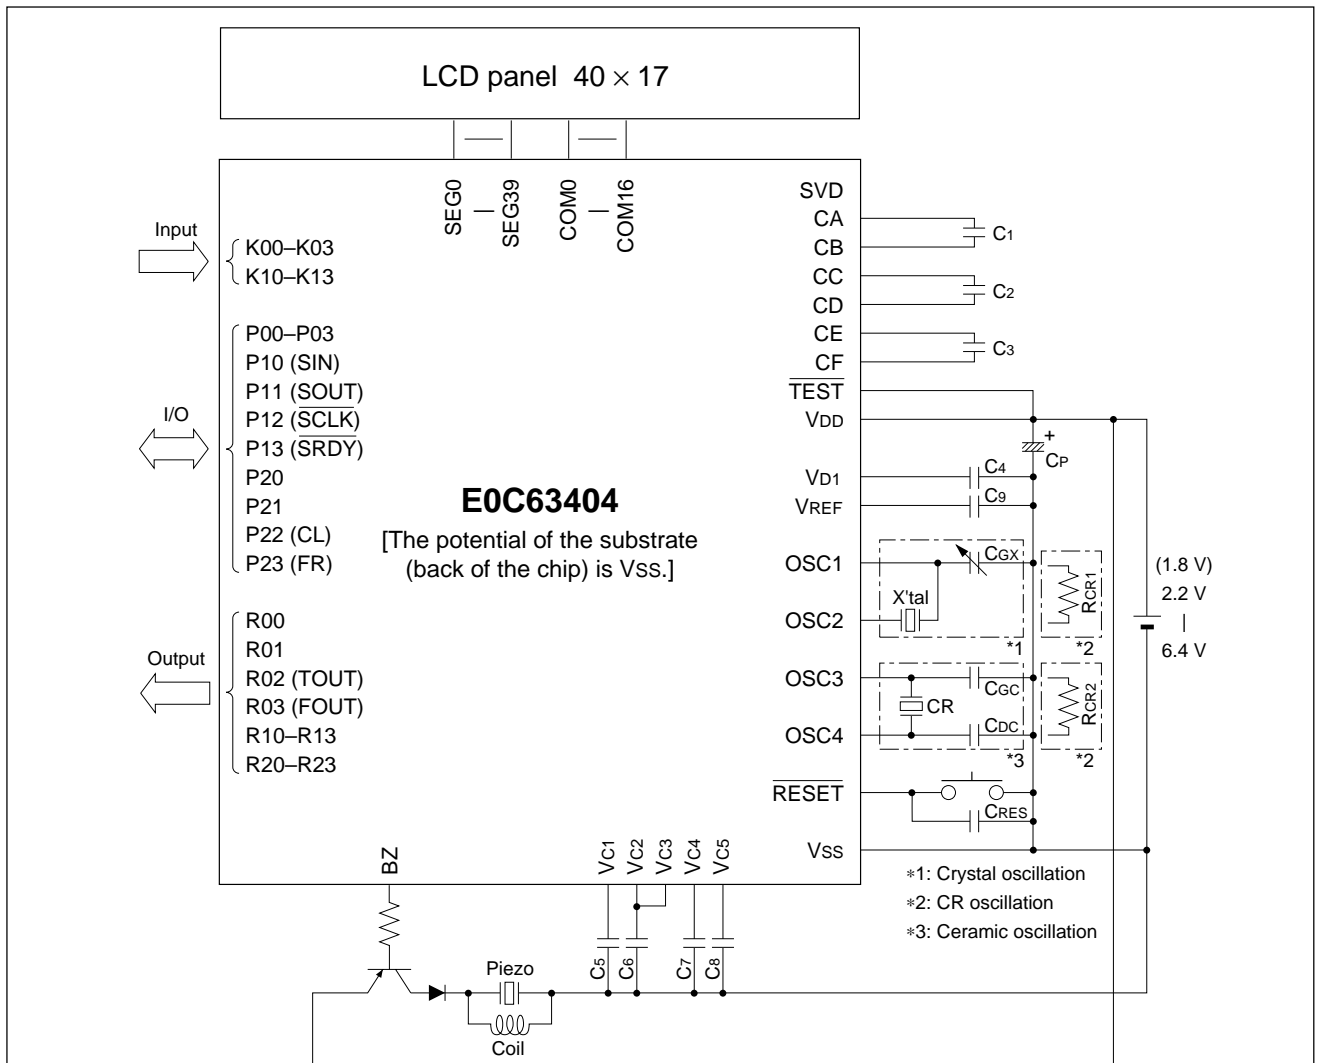 LCD panel 40 × 17
SEG0
SEG39
COM0
COM16
Input
K00–K03
K10–K13
I/O
P00–P03
P10 (SIN)
P11 (SOUT)
P12 (SCLK)
P13 (SRDY)
P20
P21
P22 (CL)
P23 (FR)
Output
R00
R01
R02 (TOUT)
R03 (FOUT)
R10–R13
R20–R23
E0C63404
[The potential of the substrate
(back of the chip) is VSS.]
SVD
CA
CB
CC
CD
CE
CF
TEST
VDD
VD1
VREF
OSC1
OSC2
OSC3
OSC4
RESET
VSS
C1
C2
C3
+
CP
C4
C9
CGX
X'tal
*1
RCR1
*2
CGC
CR
CDC
*3
RCR2
*2
CRES
(1.8 V)
2.2 V
|
6.4 V
*1: Crystal oscillation
*2: CR oscillation
*3: Ceramic oscillation
BZ
VC1
VC2
VC3
VC4
VC5
C5
C6
C7
C8
Piezo
Coil